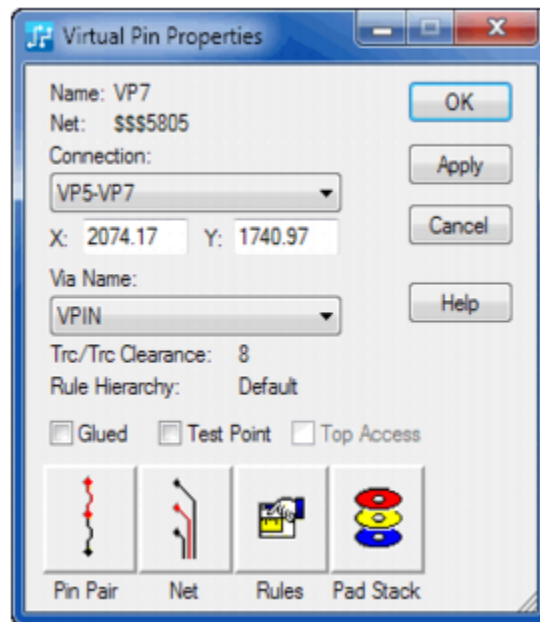 Virtual Pin Properties
Name: VP7
OK
Net: $$$5805
Connection:
Apply
VP5-VP7
X: 2074.17 Y: 1740.97
Cancel
Via Name:
VPIN
Help
Trc/Trc Clearance: 8
Rule Hierarchy: Default
Glued Test Point Top Access
Pin Pair Net Rules Pad Stack